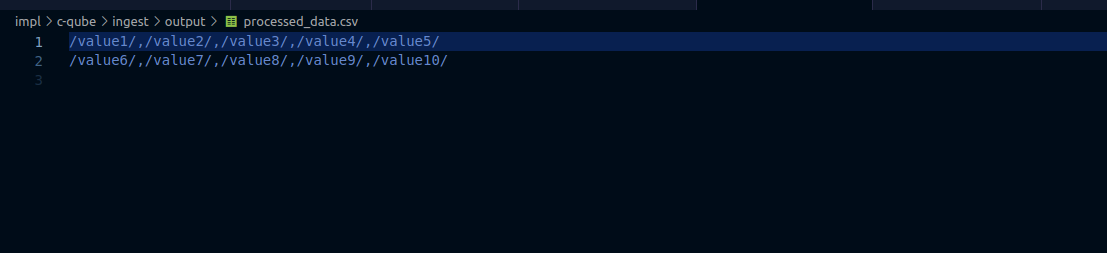 impl > c-qube > ingest > output > processed_data.csv
1 /value1/,/value2/,/value3/,/value4/,/value5/
2 /value6/,/value7/,/value8/,/value9/,/value10/
3